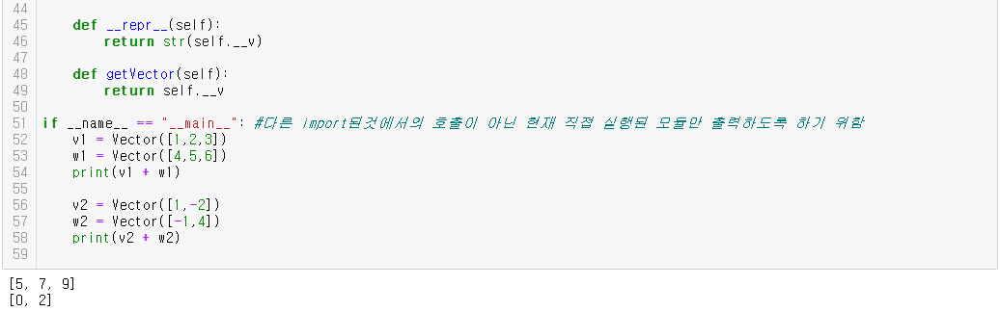 44
45     def __repr__(self):
46         return str(self.__v)
47
48     def getVector(self):
49         return self.__v
50
51 if __name__ == "__main__": #다른 import된것에서의 호출이 아닌 현재 직접 실행된 모듈만 출력하도록 하기 위함
52     v1 = Vector([1,2,3])
53     w1 = Vector([4,5,6])
54     print(v1 + w1)
55
56     v2 = Vector([1,-2])
57     w2 = Vector([-1,4])
58     print(v2 + w2)
59
[5, 7, 9]
[0, 2]